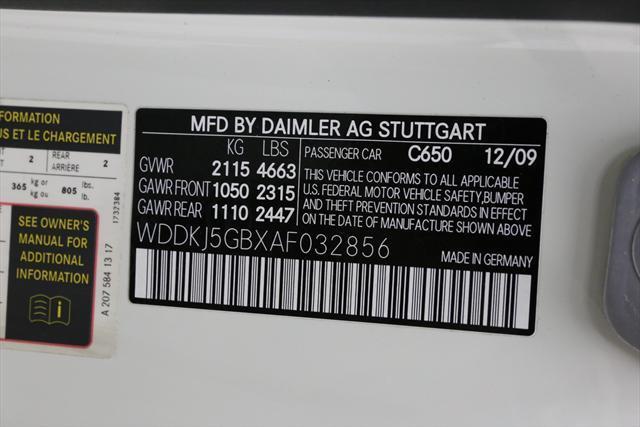 FORMATION
US ET LE CHARGEMENT
NT 2 REAR ARRIÈRE 2
365 kg or kg ou 805 lbs. lb.
1737384
SEE OWNER'S
MANUAL FOR
ADDITIONAL
INFORMATION
A 207 584 13 17
MFD BY DAIMLER AG STUTTGART
KG LBS
GVWR 2115 4663
GAWR FRONT 1050 2315
GAWR REAR 1110 2447
PASSENGER CAR C650 12/09
THIS VEHICLE CONFORMS TO ALL APPLICABLE
U.S. FEDERAL MOTOR VEHICLE SAFETY,BUMPER
AND THEFT PREVENTION STANDARDS IN EFFECT
ON THE DATE OF MANUFACTURE SHOWN ABOVE.
WDDKJ5GBXAF032856
MADE IN GERMANY